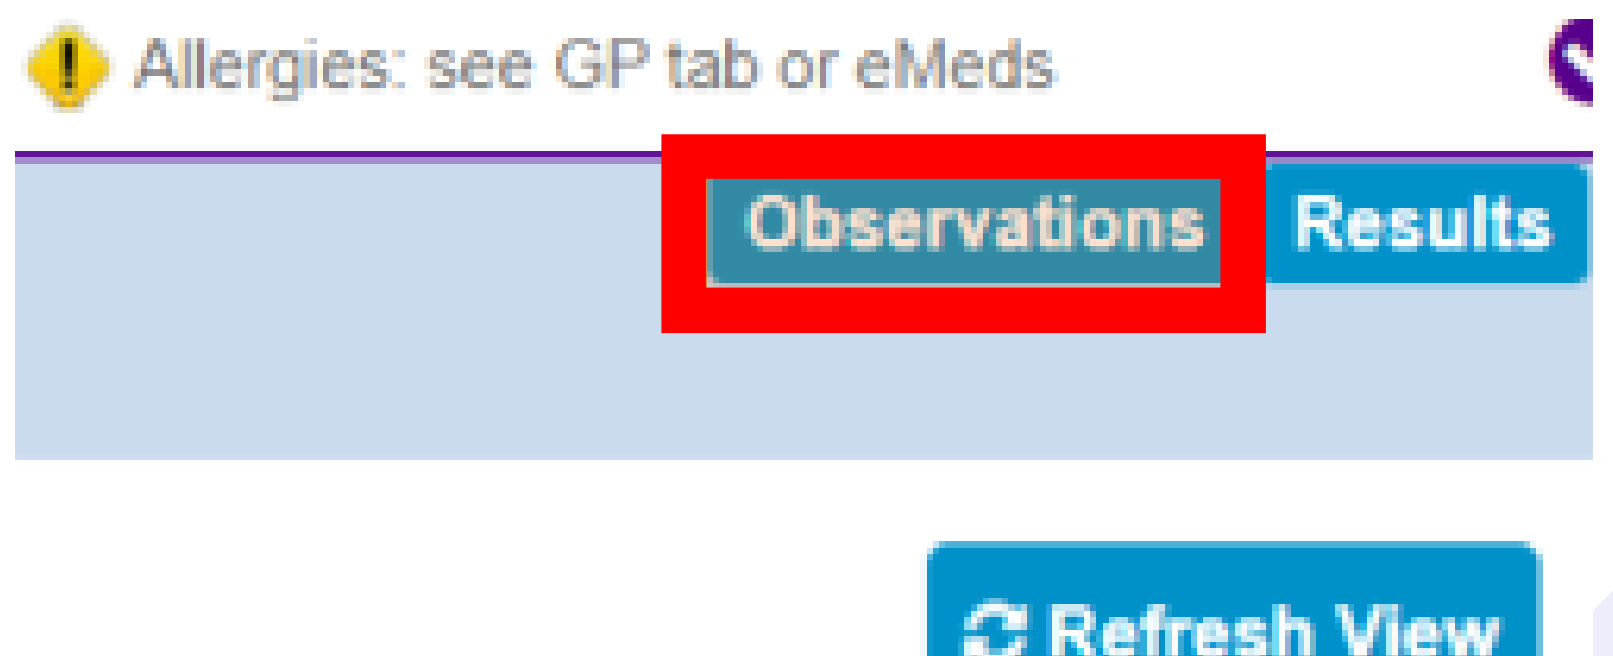 Allergies: see GP tab or eMeds
Observations Results
Refresh View